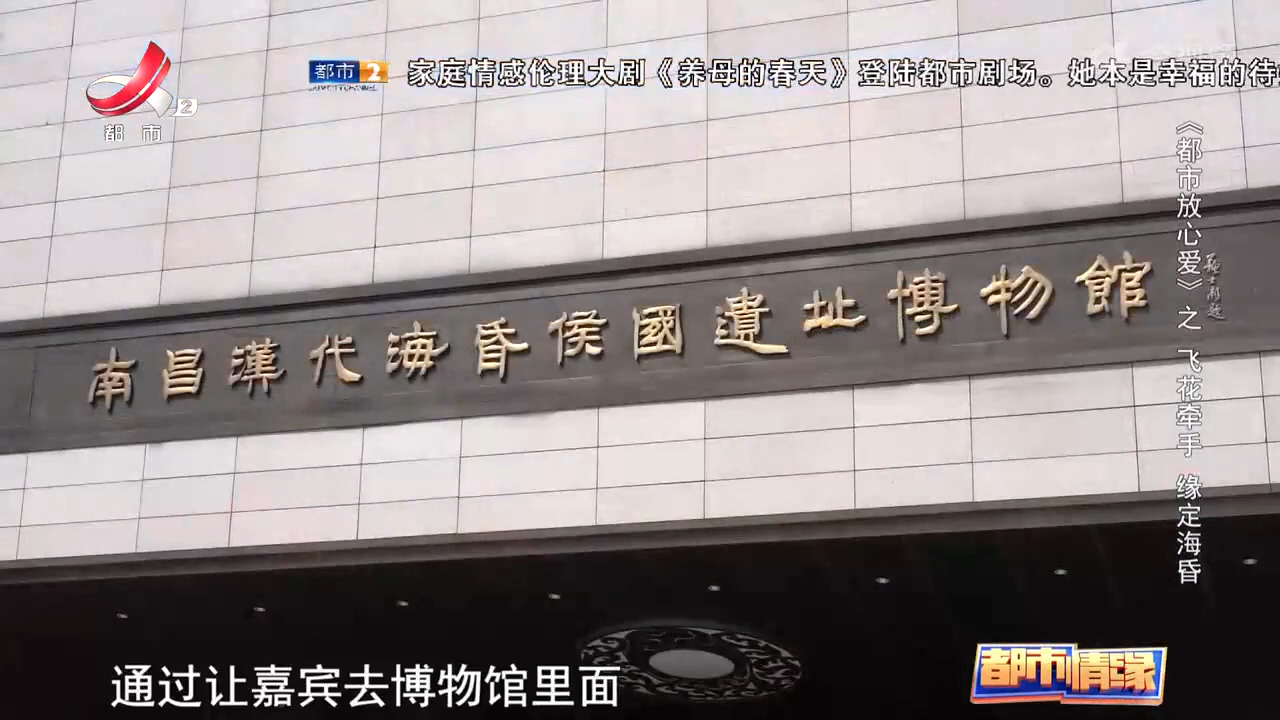 都市 2 家庭情感伦理大剧《养母的春天》登陆都市剧场。她本是幸福的待
都市 2
《都市放心爱》之 飞花牵手 缘定海昏
南昌漢代海昏侯國遺址博物館
通过让嘉宾去博物馆里面
都市情缘